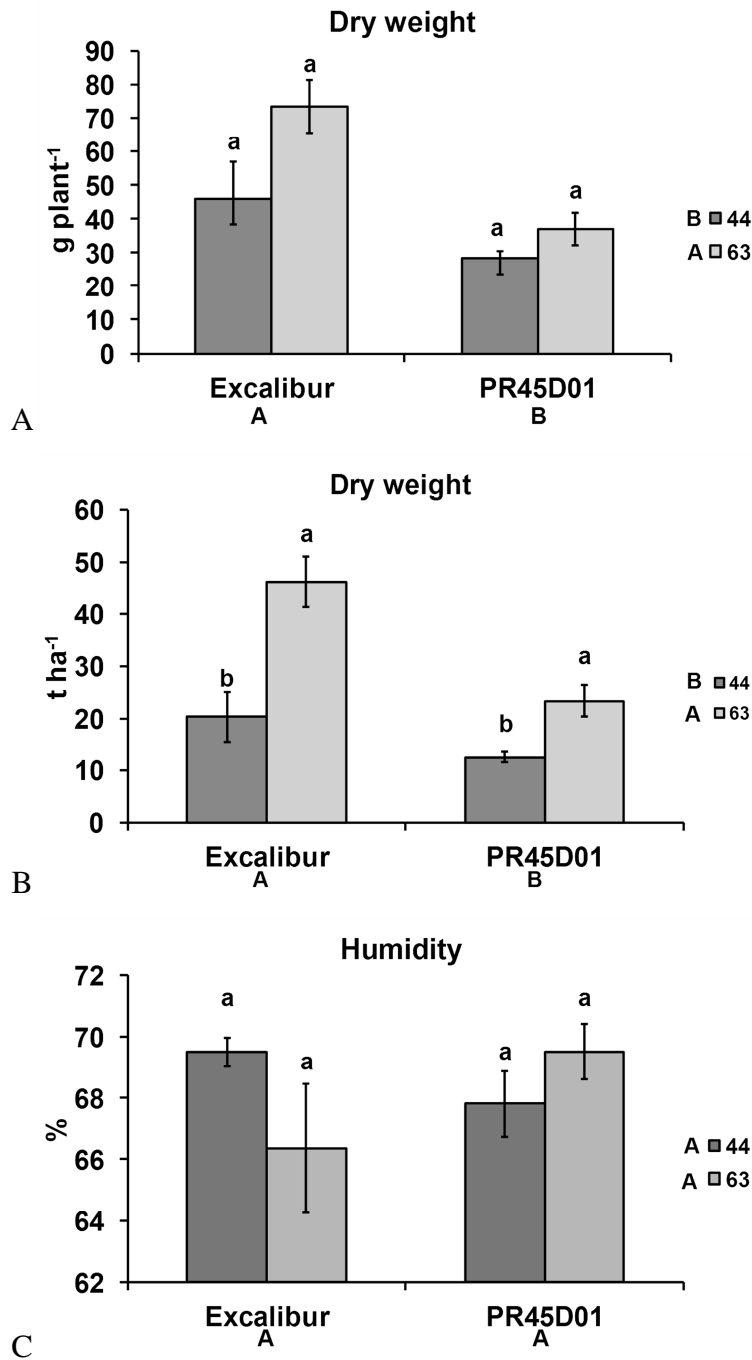 Dry weight
90
80
70
60
50
40
30
20
10
0
g plant⁻¹
a
a
a
a
B 44
A 63
Excalibur PR45D01
A B
A
Dry weight
60
50
40
30
20
10
0
t ha⁻¹
b
a
b
a
B 44
A 63
Excalibur PR45D01
A B
B
Humidity
72
70
68
66
64
62
%
a
a
a
a
A 44
A 63
Excalibur PR45D01
A A
C